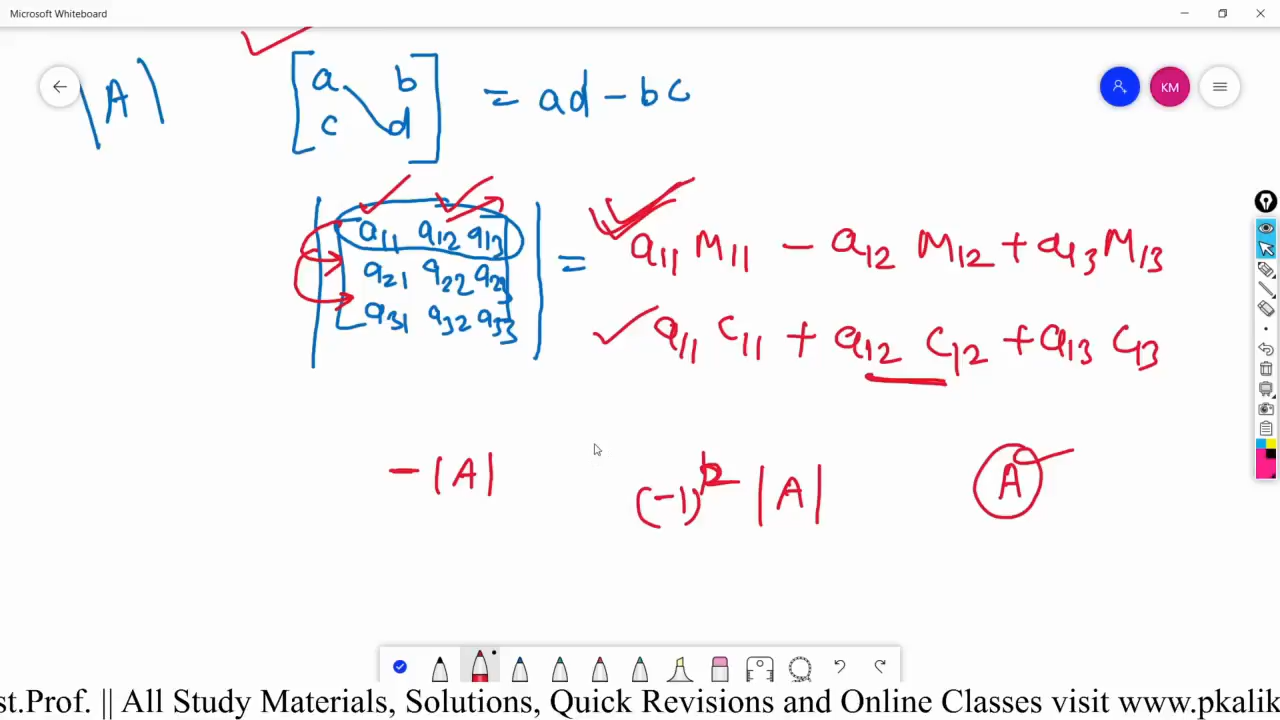 Microsoft Whiteboard
|A| [a b
c d] = ad - bc
KM
|a11 a12 a13
a21 a22 a23
a31 a32 a33| = a11 M11 - a12 M12 + a13 M13
a11 C11 + a12 C12 + a13 C13
-|A| (-1)^2 |A| A
st.Prof. || All Study Materials, Solutions, Quick Revisions and Online Classes visit www.pkalik